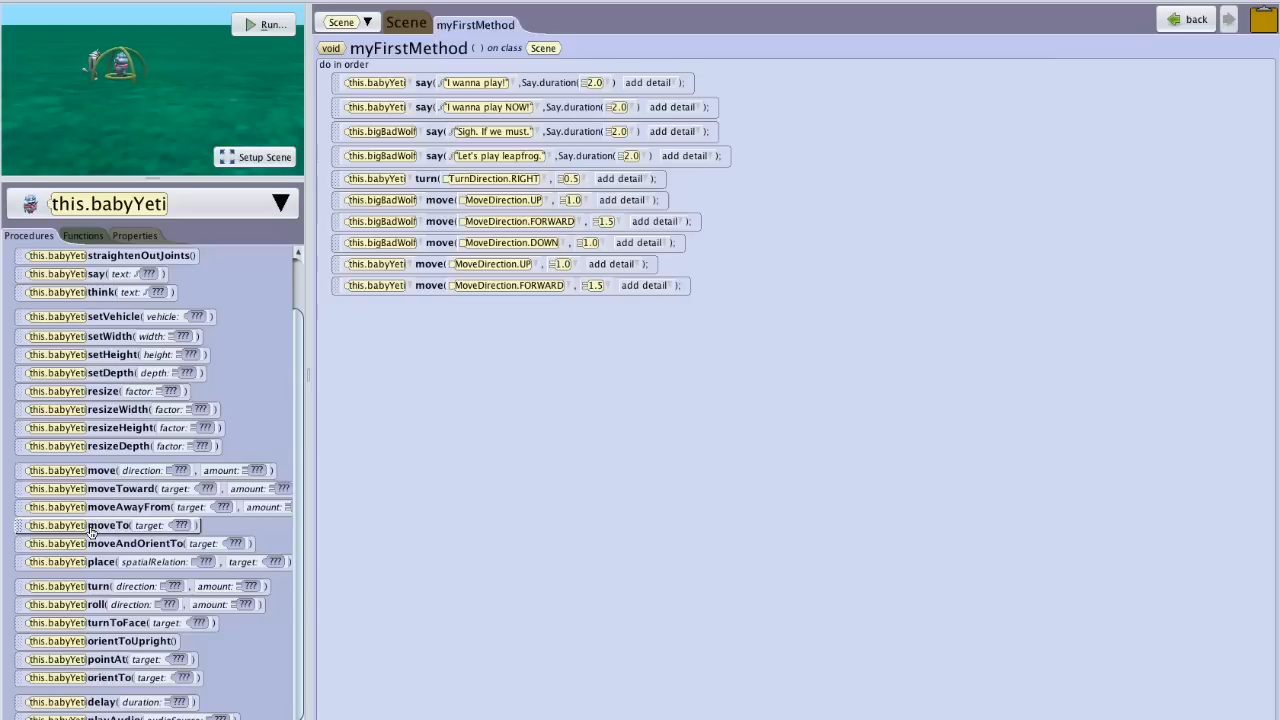 Run...
Setup Scene
Scene Scene myFirstMethod back
void myFirstMethod ( ) on class Scene
do in order
this.babyYeti say( "I wanna play!" ,Say.duration( 2.0 ) add detail );
this.babyYeti say( "I wanna play NOW!" ,Say.duration( 2.0 ) add detail );
this.bigBadWolf say( "Sigh. If we must." ,Say.duration( 2.0 ) add detail );
this.bigBadWolf say( "Let's play leapfrog." ,Say.duration( 2.0 ) add detail );
this.babyYeti turn( TurnDirection.RIGHT , 0.5 add detail );
this.bigBadWolf move( MoveDirection.UP , 1.0 add detail );
this.bigBadWolf move( MoveDirection.FORWARD , 1.5 add detail );
this.bigBadWolf move( MoveDirection.DOWN , 1.0 add detail );
this.babyYeti move( MoveDirection.UP , 1.0 add detail );
this.babyYeti move( MoveDirection.FORWARD , 1.5 add detail );
this.babyYeti
Procedures Functions Properties
this.babyYeti straightenOutJoints()
this.babyYeti say( text: ??? )
this.babyYeti think( text: ??? )
this.babyYeti setVehicle( vehicle: ??? )
this.babyYeti setWidth( width: ??? )
this.babyYeti setHeight( height: ??? )
this.babyYeti setDepth( depth: ??? )
this.babyYeti resize( factor: ??? )
this.babyYeti resizeWidth( factor: ??? )
this.babyYeti resizeHeight( factor: ??? )
this.babyYeti resizeDepth( factor: ??? )
this.babyYeti move( direction: ??? , amount: ??? )
this.babyYeti moveToward( target: ??? , amount: ???
this.babyYeti moveAwayFrom( target: ??? , amount:
this.babyYeti moveTo( target: ??? )
this.babyYeti moveAndOrientTo( target: ??? )
this.babyYeti place( spatialRelation: ??? , target: ??? )
this.babyYeti turn( direction: ??? , amount: ??? )
this.babyYeti roll( direction: ??? , amount: ??? )
this.babyYeti turnToFace( target: ??? )
this.babyYeti orientToUpright()
this.babyYeti pointAt( target: ??? )
this.babyYeti orientTo( target: ??? )
this.babyYeti delay( duration: ??? )
this.babyYeti playAudio( audioSource: ??? )